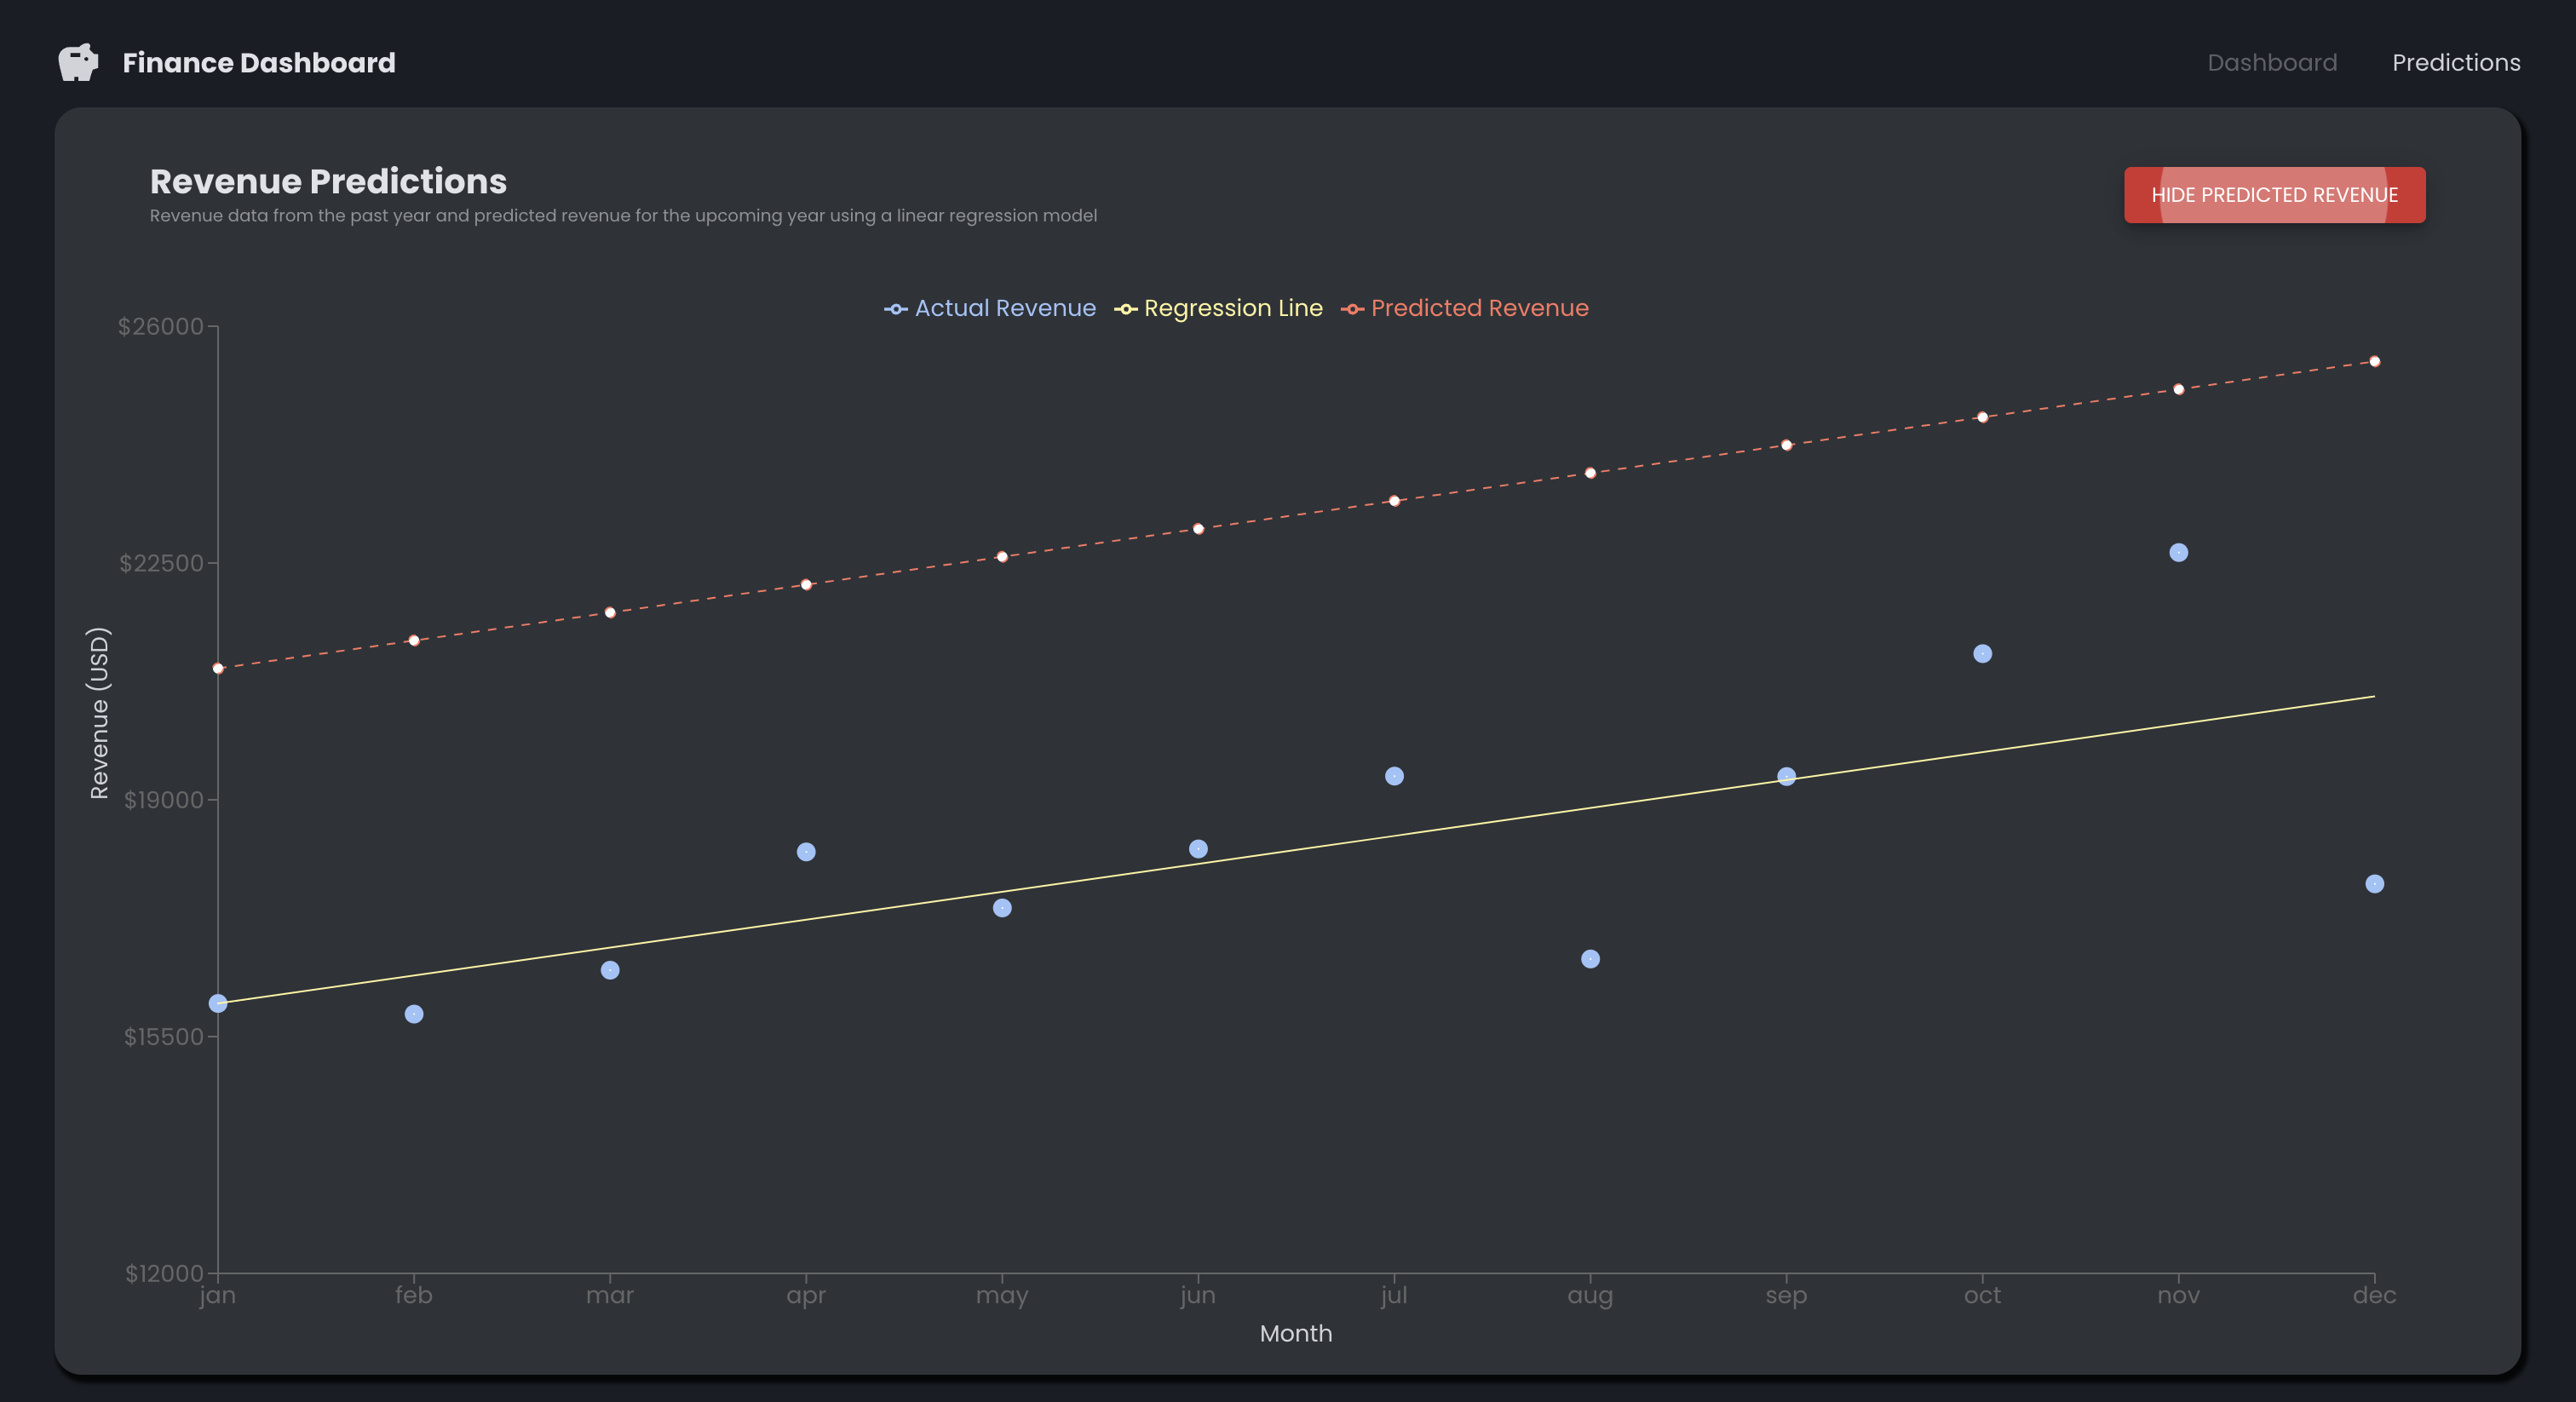 Finance Dashboard
Dashboard Predictions
Revenue Predictions
Revenue data from the past year and predicted revenue for the upcoming year using a linear regression model
HIDE PREDICTED REVENUE
Actual Revenue Regression Line Predicted Revenue
$26000
$22500
$19000
$15500
$12000
Revenue (USD)
jan feb mar apr may jun jul aug sep oct nov dec
Month